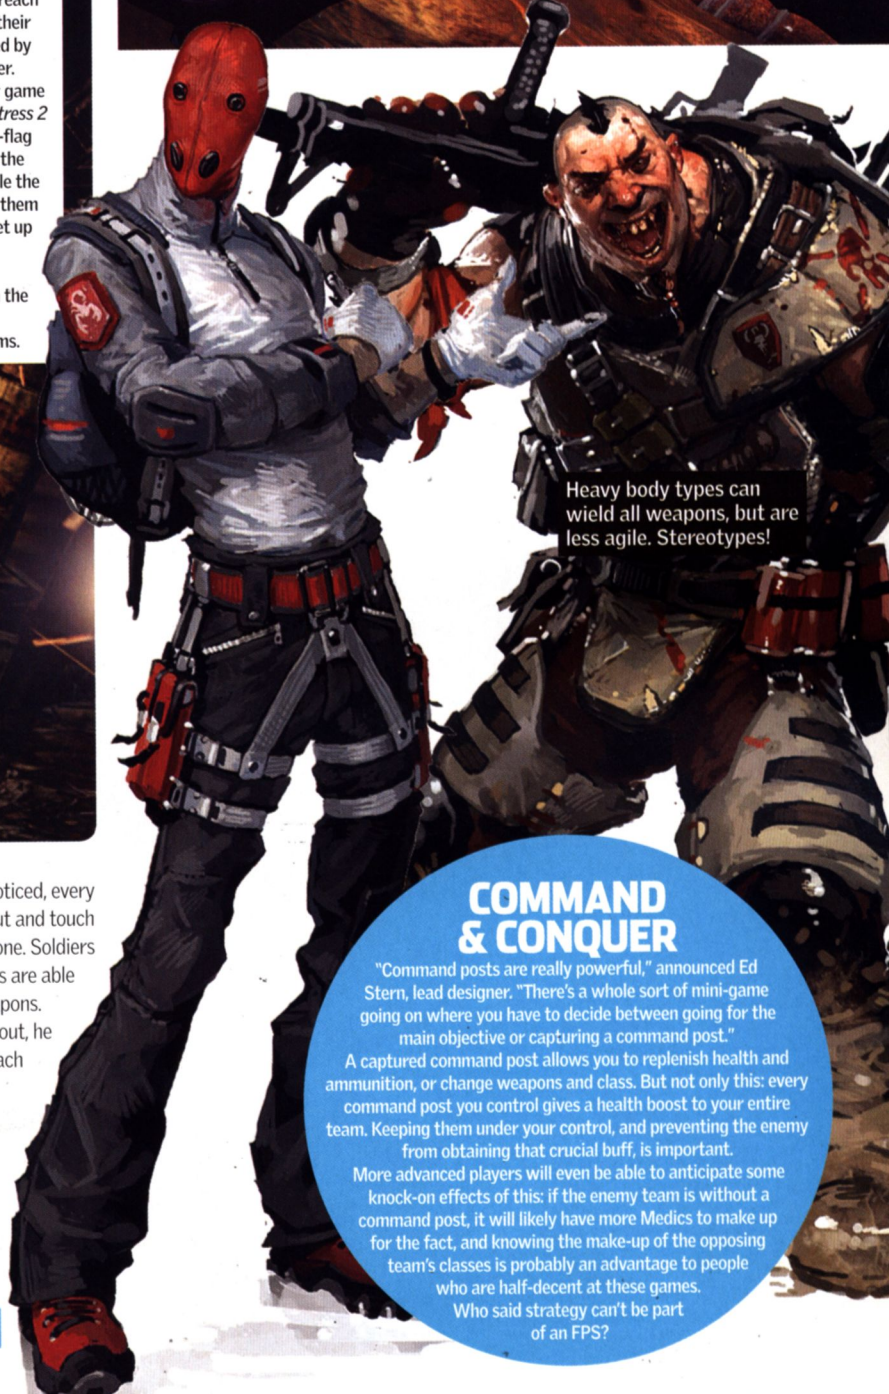 their
d by
er.
game
tress 2
-flag
the
le the
them
et up
the
ms.
Heavy body types can
wield all weapons, but are
less agile. Stereotypes!
oticed, every
ut and touch
one. Soldiers
s are able
pons.
out, he
ach
COMMAND
& CONQUER
“Command posts are really powerful,” announced Ed
Stern, lead designer. “There’s a whole sort of mini-game
going on where you have to decide between going for the
main objective or capturing a command post.”
A captured command post allows you to replenish health and
ammunition, or change weapons and class. But not only this: every
command post you control gives a health boost to your entire
team. Keeping them under your control, and preventing the enemy
from obtaining that crucial buff, is important.
More advanced players will even be able to anticipate some
knock-on effects of this: if the enemy team is without a
command post, it will likely have more Medics to make up
for the fact, and knowing the make-up of the opposing
team’s classes is probably an advantage to people
who are half-decent at these games.
Who said strategy can’t be part
of an FPS?